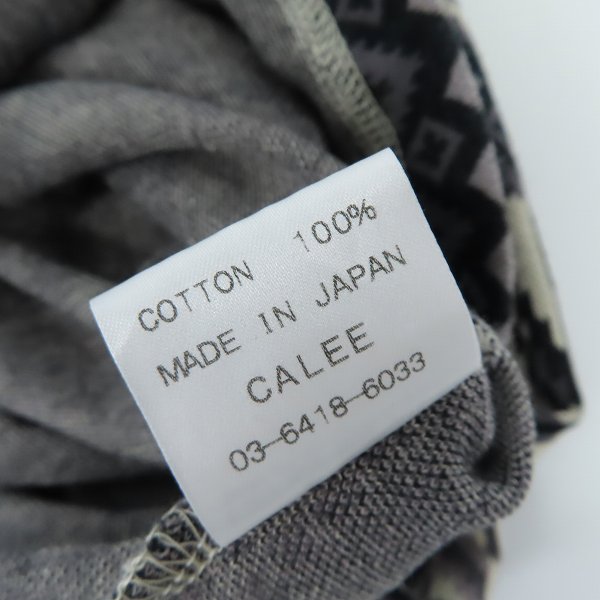 COTTON 100%
MADE IN JAPAN
CALEE
03-6418-6033